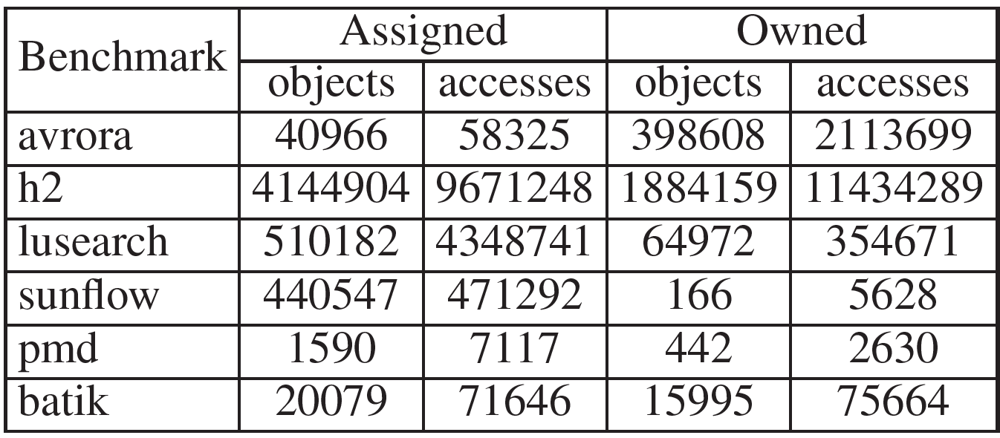 Benchmark Assigned Owned
objects accesses objects accesses
avrora 40966 58325 398608 2113699
h2 4144904 9671248 1884159 11434289
lusearch 510182 4348741 64972 354671
sunflow 440547 471292 166 5628
pmd 1590 7117 442 2630
batik 20079 71646 15995 75664